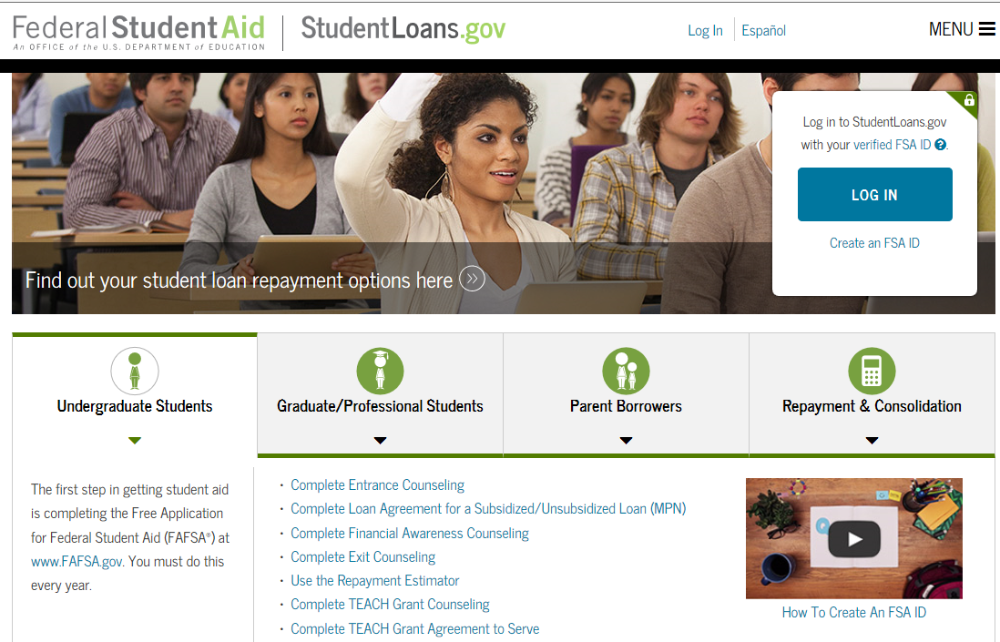 Federal Student Aid
An OFFICE of the U.S. DEPARTMENT of EDUCATION
StudentLoans.gov
Log In
Español
MENU
Log in to StudentLoans.gov
with your verified FSA ID ?.
LOG IN
Create an FSA ID
Find out your student loan repayment options here
Undergraduate Students
Graduate/Professional Students
Parent Borrowers
Repayment & Consolidation
The first step in getting student aid
is completing the Free Application
for Federal Student Aid (FAFSA®) at
www.FAFSA.gov. You must do this
every year.
• Complete Entrance Counseling
• Complete Loan Agreement for a Subsidized/Unsubsidized Loan (MPN)
• Complete Financial Awareness Counseling
• Complete Exit Counseling
• Use the Repayment Estimator
• Complete TEACH Grant Counseling
• Complete TEACH Grant Agreement to Serve
How To Create An FSA ID